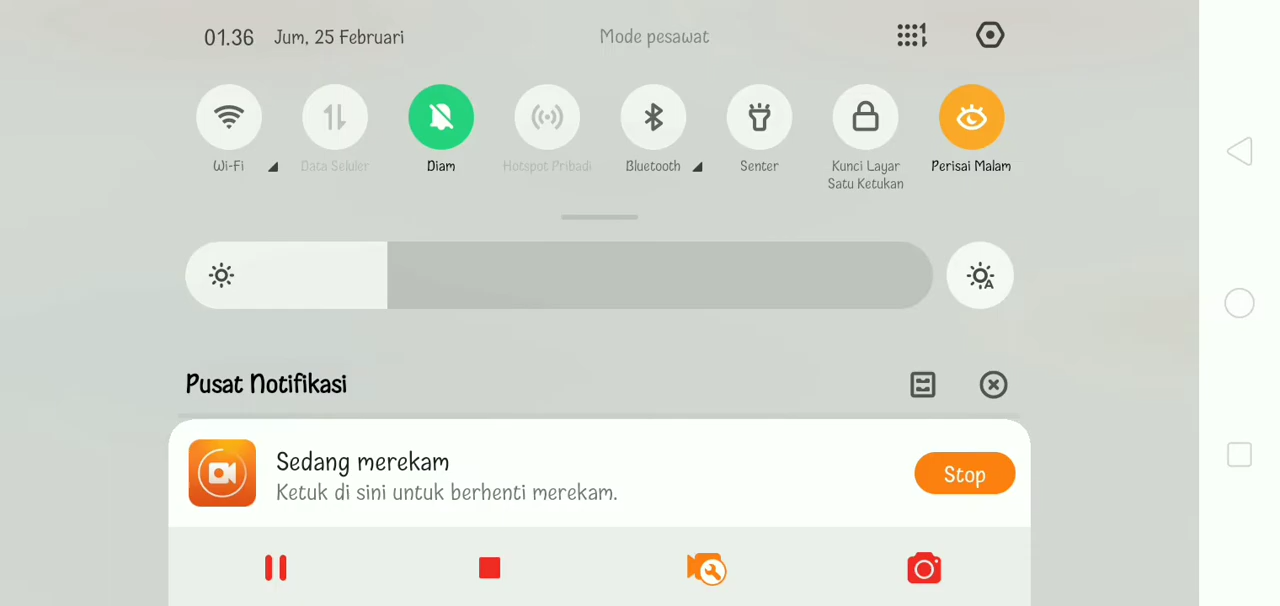 01.36 Jum, 25 Februari Mode pesawat
Wi-Fi Data Seluler Diam Hotspot Pribadi Bluetooth Senter Kunci Layar Satu Ketukan Perisai Malam
Pusat Notifikasi
Sedang merekam
Ketuk di sini untuk berhenti merekam.
Stop